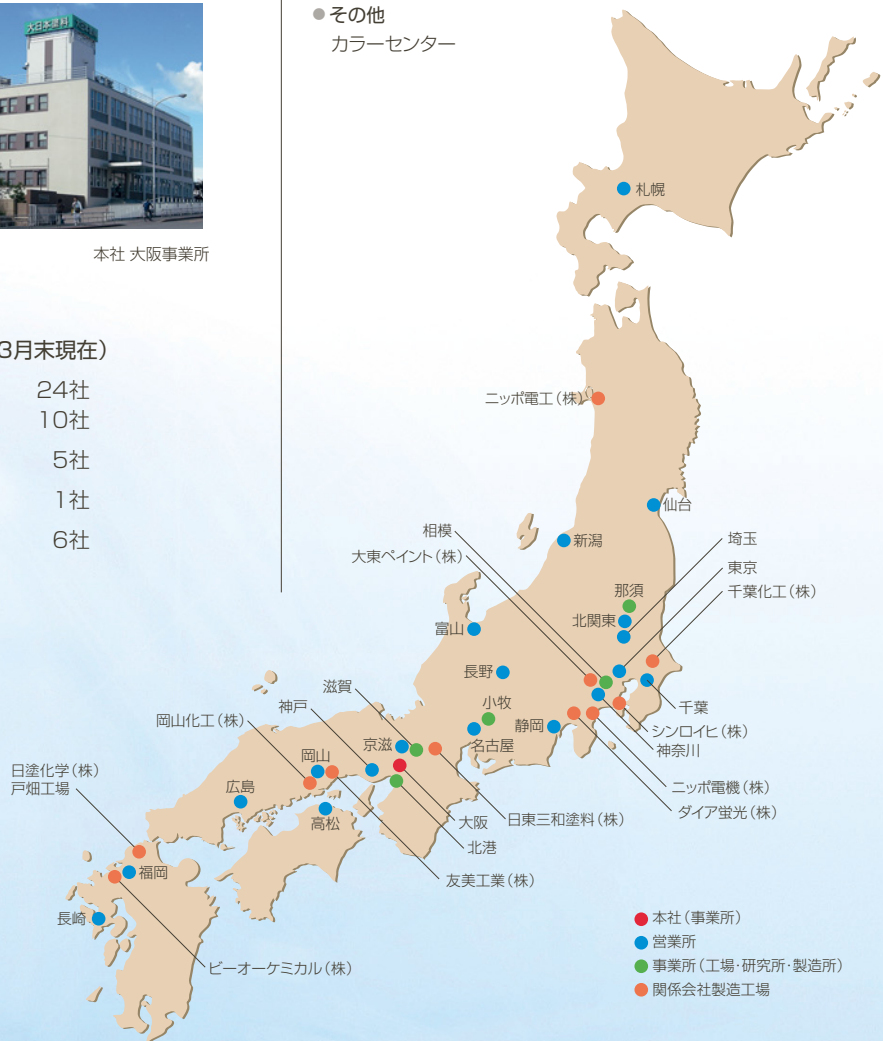 大日本塗料
本社 大阪事業所
3月末現在）
24社
10社
5社
1社
6社
その他
カラーセンター
札幌
ニッポ電工（株）
仙台
相模
大東ペイント（株）
新潟
埼玉
東京
千葉化工（株）
那須
北関東
富山
長野
滋賀
小牧
神戸
岡山化工（株）
京滋
名古屋
静岡
千葉
シンロイヒ（株）
神奈川
岡山
日塗化学（株）
戸畑工場
広島
高松
ニッポ電機（株）
ダイア蛍光（株）
大阪
日東三和塗料（株）
北港
友美工業（株）
福岡
長崎
ビーオーケミカル（株）
本社（事業所）
営業所
事業所（工場・研究所・製造所）
関係会社製造工場